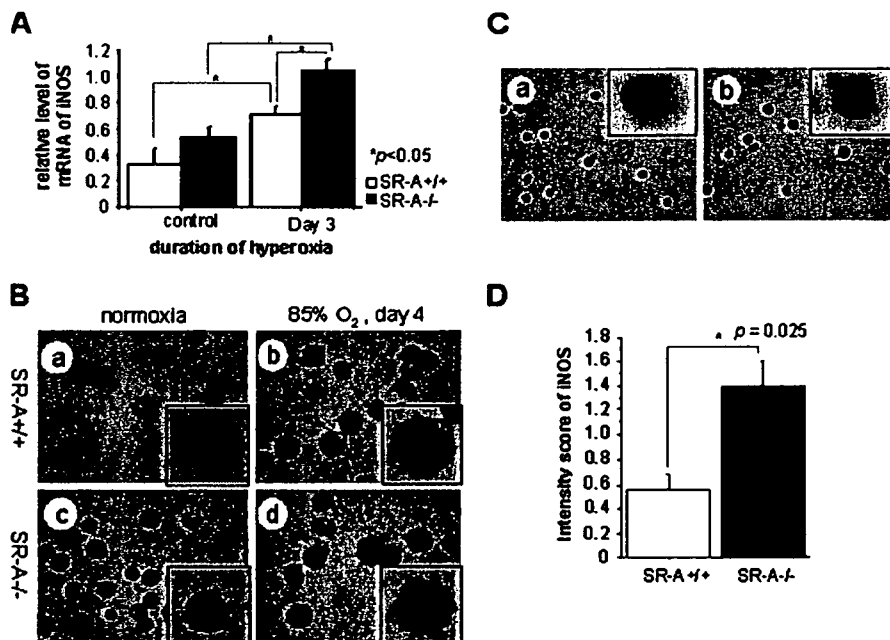 A
relative level of
mRNA of iNOS
1.2
1.0
0.8
0.6
0.4
0.2
0
*
*
*
*p<0.05
SR-A+/+
SR-A-/-
control
Day 3
duration of hyperoxia
B
normoxia
85% O₂, day 4
SR-A+/+
SR-A-/-
a
b
c
d
C
a
b
D
Intensity score of iNOS
1.8
1.6
1.4
1.2
1.0
0.8
0.6
0.4
0.2
0
* p = 0.025
SR-A+/+
SR-A-/-